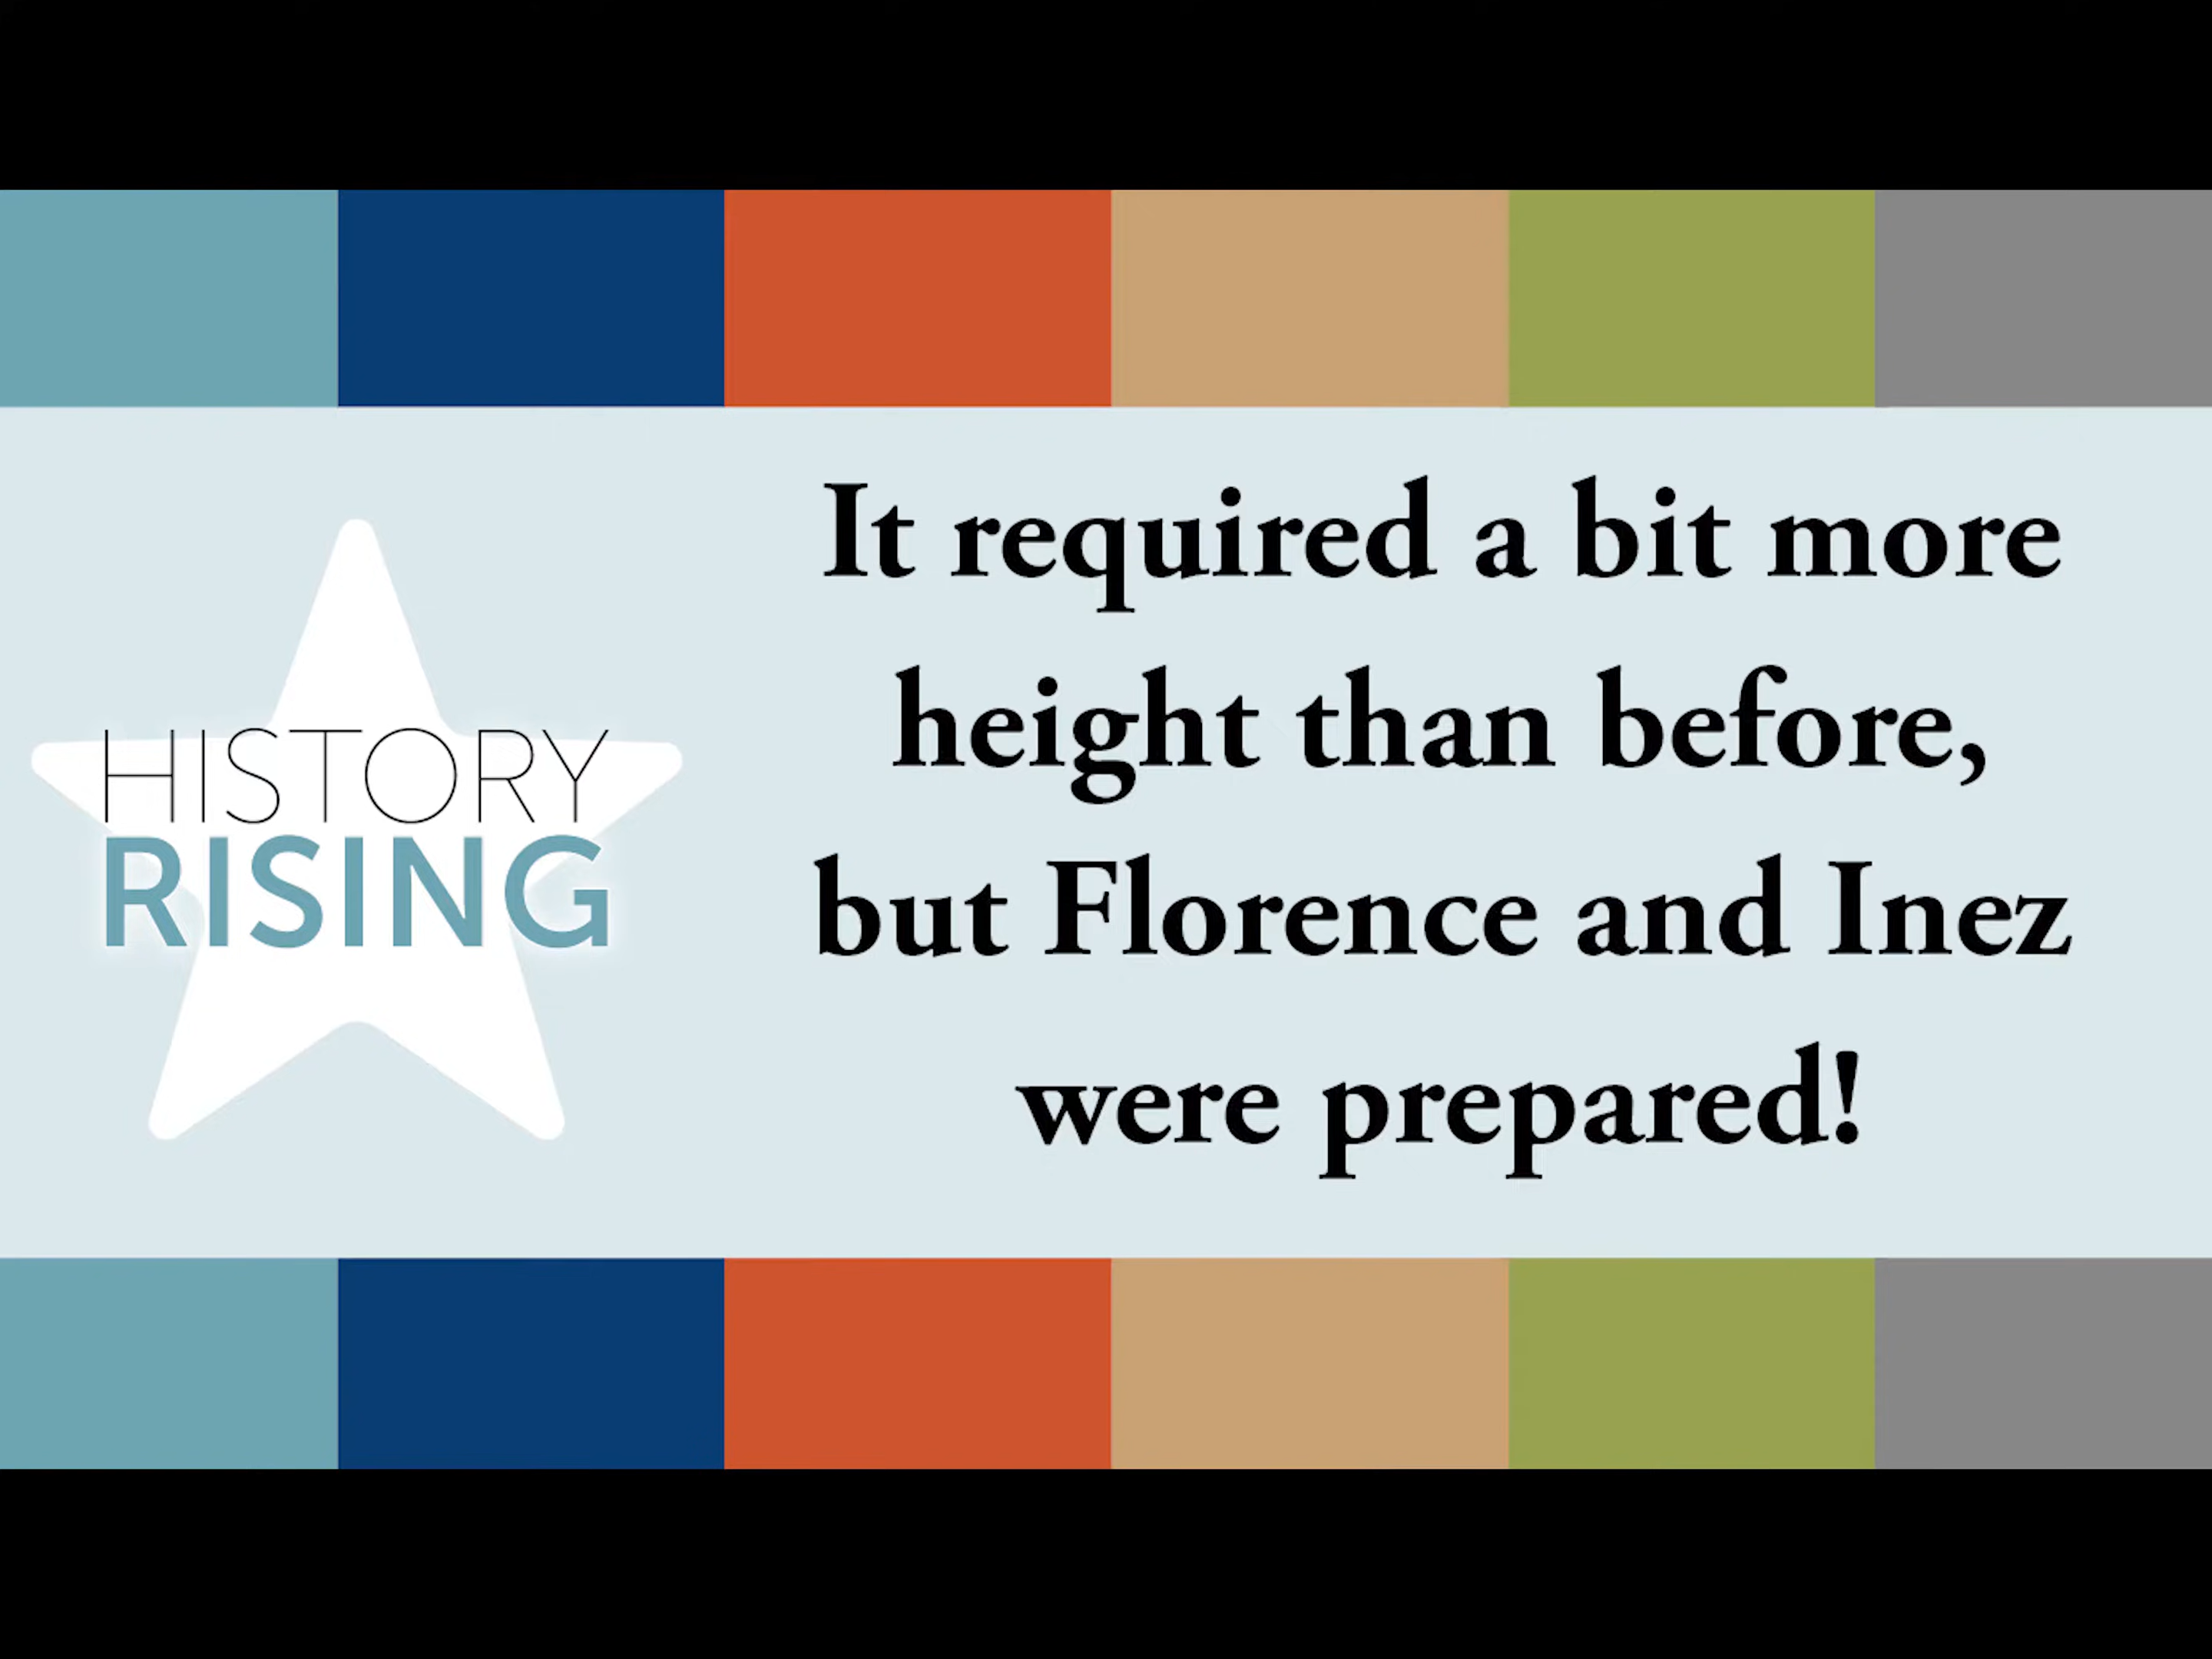 HISTORY
RISING
It required a bit more
height than before,
but Florence and Inez
were prepared!